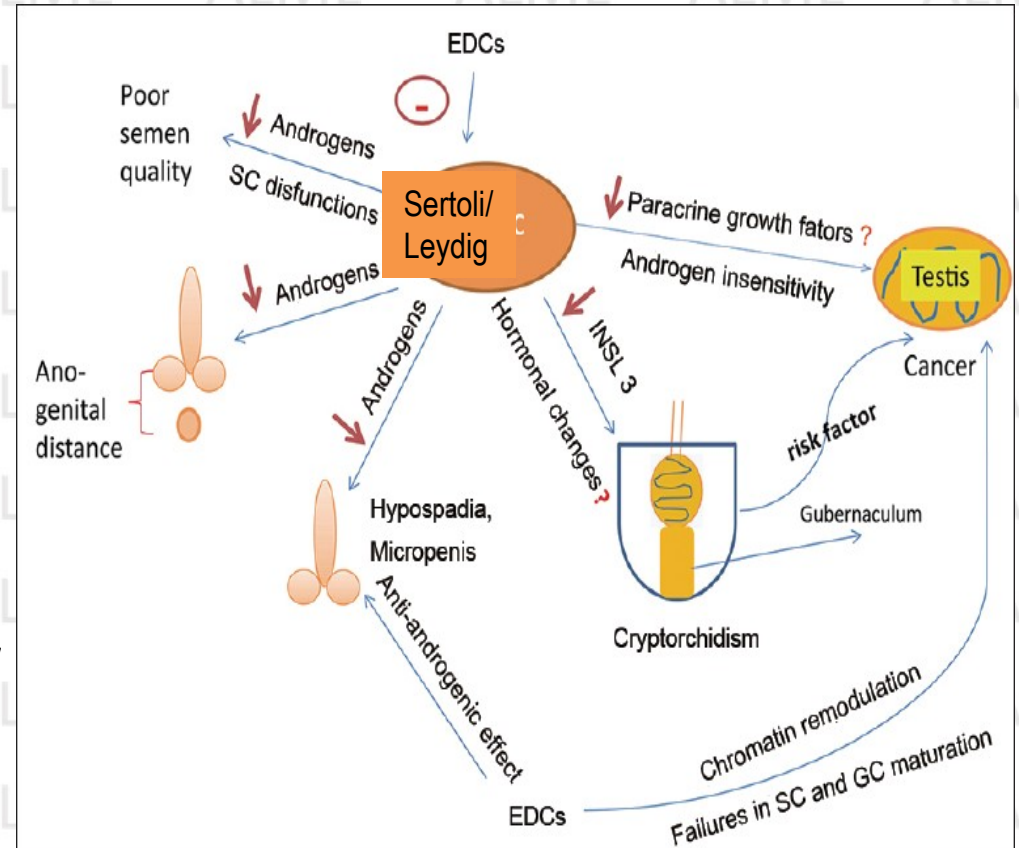 EDCs
-
Poor
semen
quality
Androgens
SC disfunctions
Sertoli/
Leydig
c
Paracrine growth fators ?
Androgen insensitivity
Testis
Cancer
Androgens
Ano-
genital
distance
Androgens
Hormonal changes?
INSL 3
risk factor
Gubernaculum
Hypospadia,
Micropenis
Cryptorchidism
Anti-androgenic effect
EDCs
Chromatin remodulation
Failures in SC and GC maturation